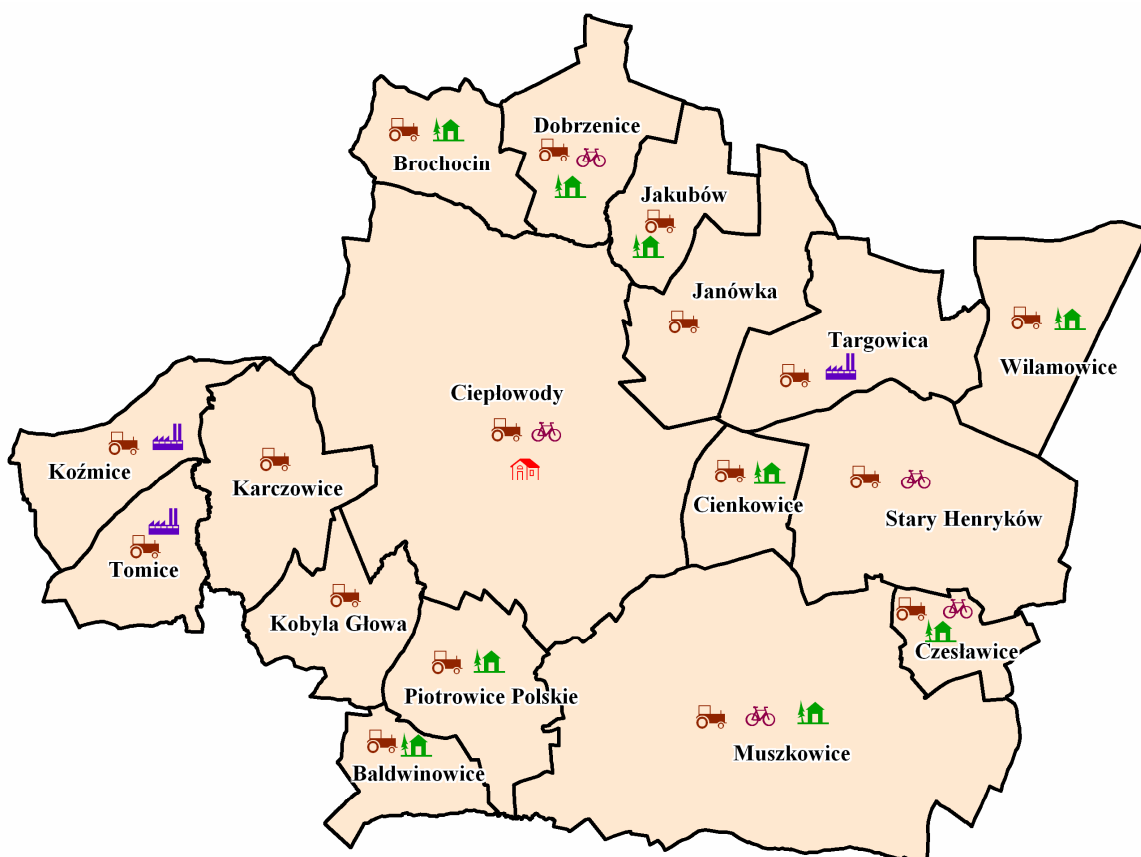 Dobrzenice
Brochocin
Jakubów
Janówka
Targowica
Wilamowice
Ciepłowody
Koźmice
Karczowice
Cienkowice
Stary Henryków
Tomice
Kobyla Głowa
Czesławice
Piotrowice Polskie
Muszkowice
Baldwinowice